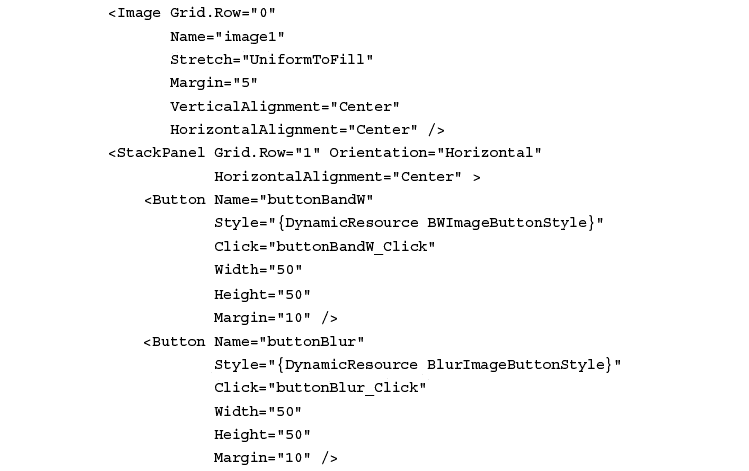 <Image Grid.Row="0"
Name="image1"
Stretch="UniformToFill"
Margin="5"
VerticalAlignment="Center"
HorizontalAlignment="Center" />
<StackPanel Grid.Row="1" Orientation="Horizontal"
HorizontalAlignment="Center" >
<Button Name="buttonBandW"
Style="{DynamicResource BWImageButtonStyle}"
Click="buttonBandW_Click"
Width="50"
Height="50"
Margin="10" />
<Button Name="buttonBlur"
Style="{DynamicResource BlurImageButtonStyle}"
Click="buttonBlur_Click"
Width="50"
Height="50"
Margin="10" />